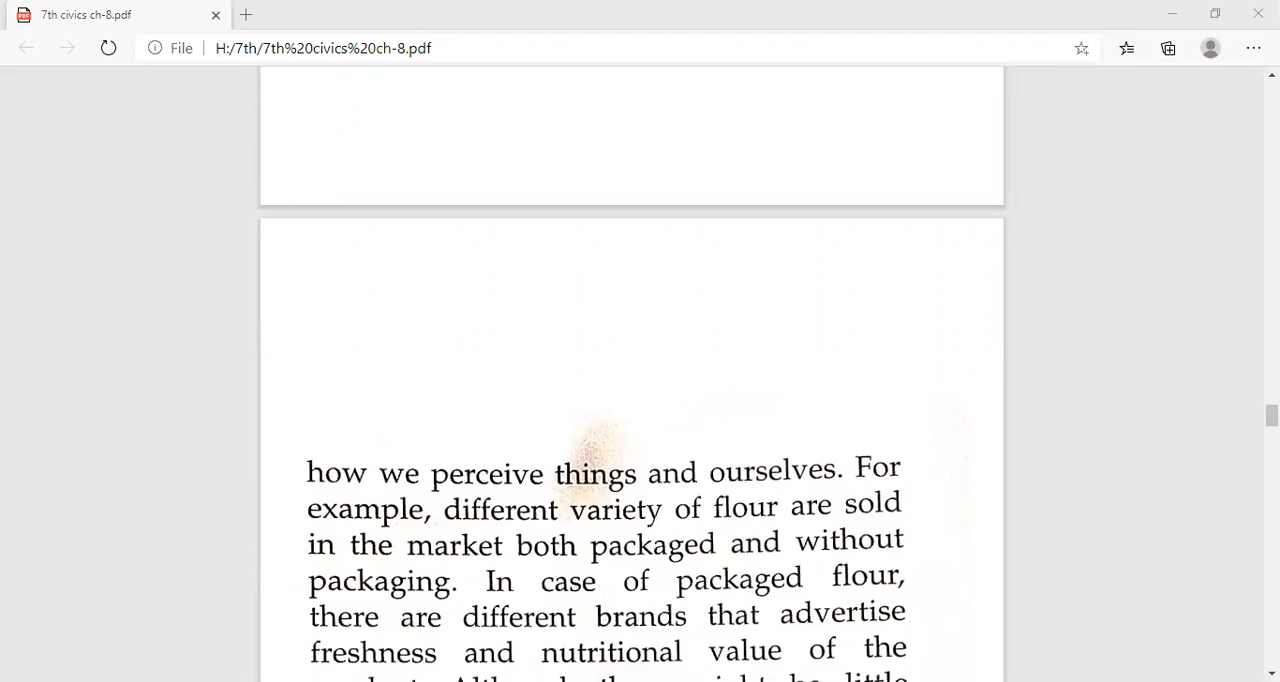 7th civics ch-8.pdf
File
H:/7th/7th%20civics%20ch-8.pdf
how we perceive things and ourselves. For
example, different variety of flour are sold
in the market both packaged and without
packaging. In case of packaged flour,
there are different brands that advertise
freshness and nutritional value of the
little